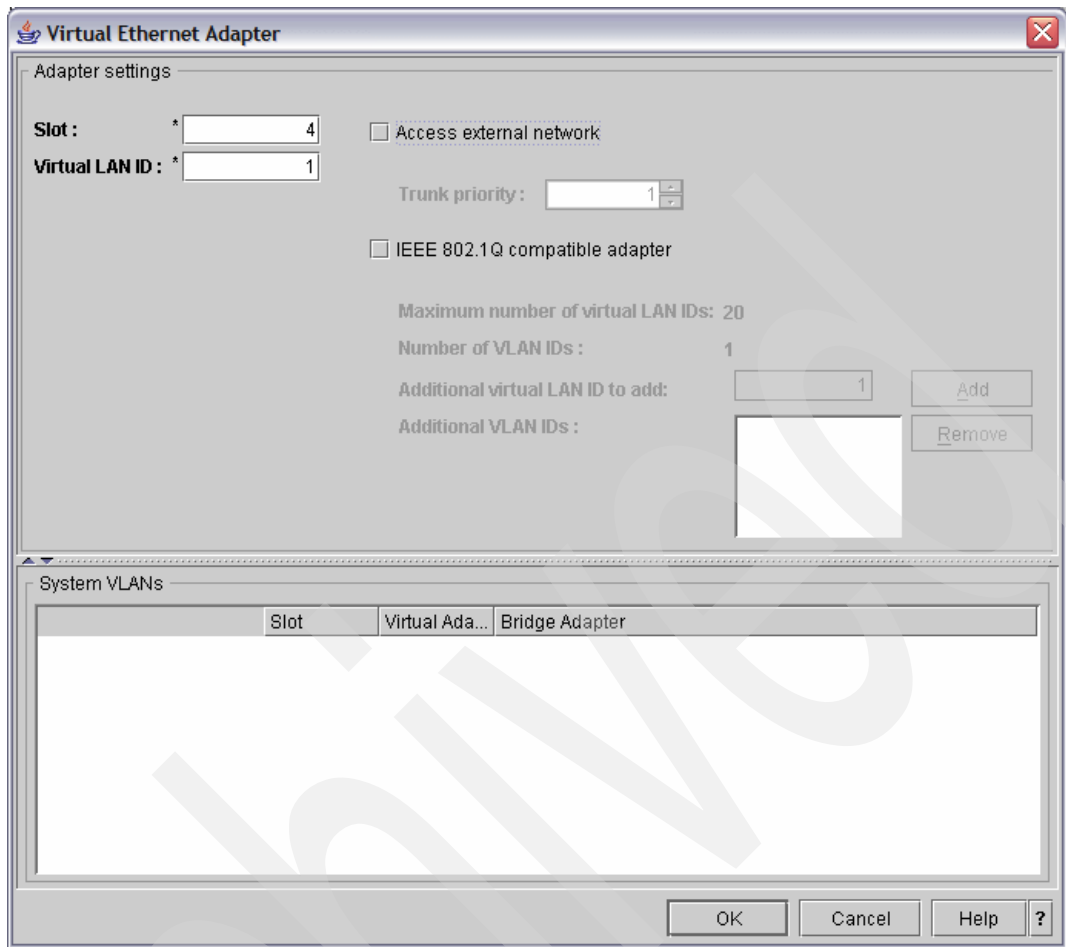 Virtual Ethernet Adapter
Adapter settings
Slot : * 4
Virtual LAN ID : * 1
Access external network
Trunk priority : 1
IEEE 802.1Q compatible adapter
Maximum number of virtual LAN IDs: 20
Number of VLAN IDs : 1
Additional virtual LAN ID to add: 1 Add
Additional VLAN IDs : Remove
System VLANs
Slot Virtual Ada... Bridge Adapter
OK Cancel Help ?